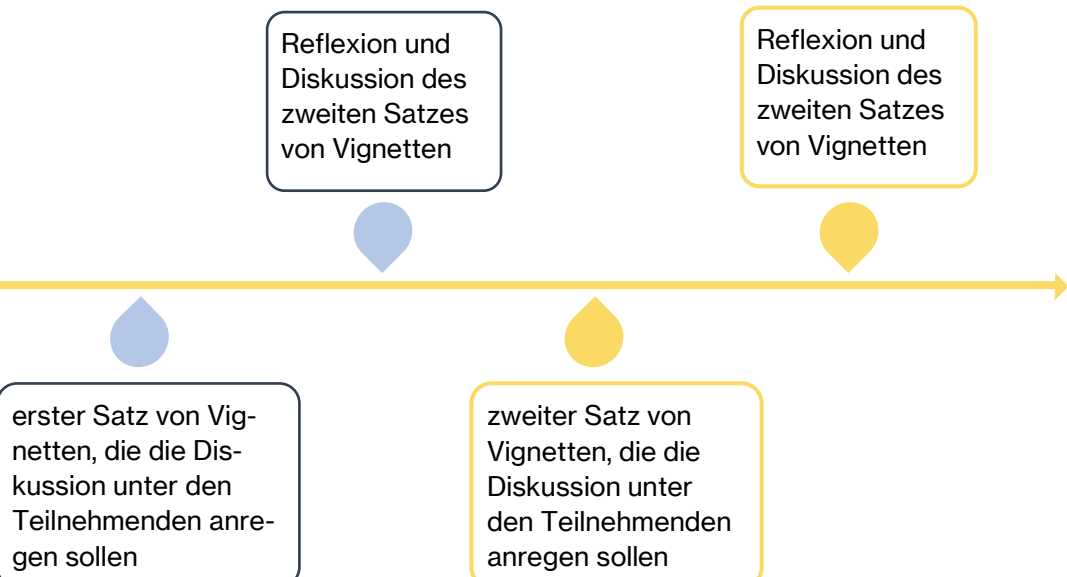 Reflexion und
Diskussion des
zweiten Satzes
von Vignetten
Reflexion und
Diskussion des
zweiten Satzes
von Vignetten
erster Satz von Vig-
netten, die die Dis-
kussion unter den
Teilnehmenden anre-
gen sollen
zweiter Satz von
Vignetten, die die
Diskussion unter
den Teilnehmenden
anregen sollen